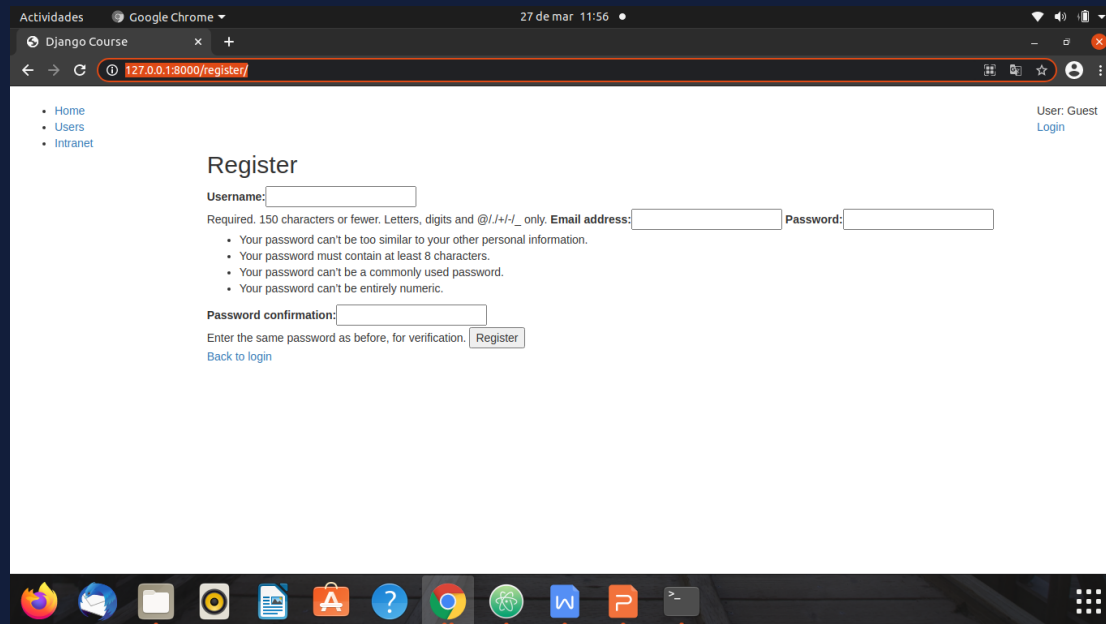 Actividades Google Chrome 27 de mar 11:56
Django Course
127.0.0.1:8000/register/
Home
Users
Intranet
User: Guest
Login
Register
Username:
Required. 150 characters or fewer. Letters, digits and @/./+/-/_ only. Email address: Password:
Your password can't be too similar to your other personal information.
Your password must contain at least 8 characters.
Your password can't be a commonly used password.
Your password can't be entirely numeric.
Password confirmation:
Enter the same password as before, for verification. Register
Back to login